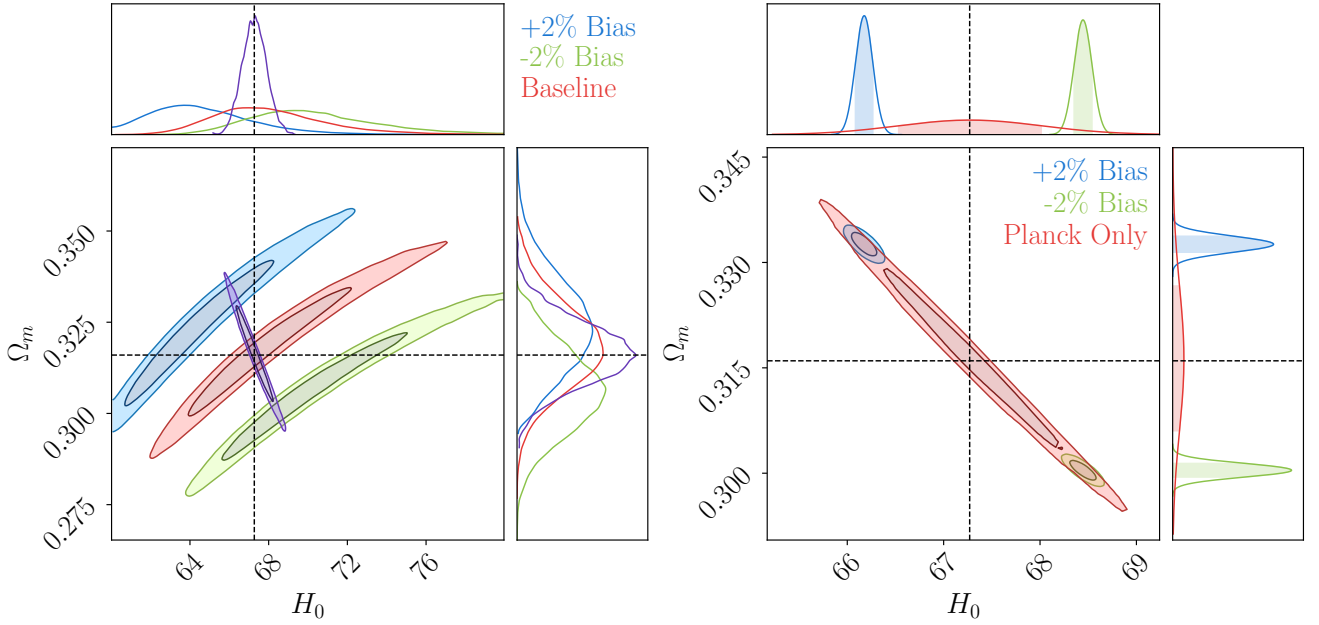 +2% Bias
-2% Bias
Baseline
Ω_m
0.350
0.325
0.300
0.275
64
68
72
76
H_0
+2% Bias
-2% Bias
Planck Only
Ω_m
0.345
0.330
0.315
0.300
66
67
68
69
H_0